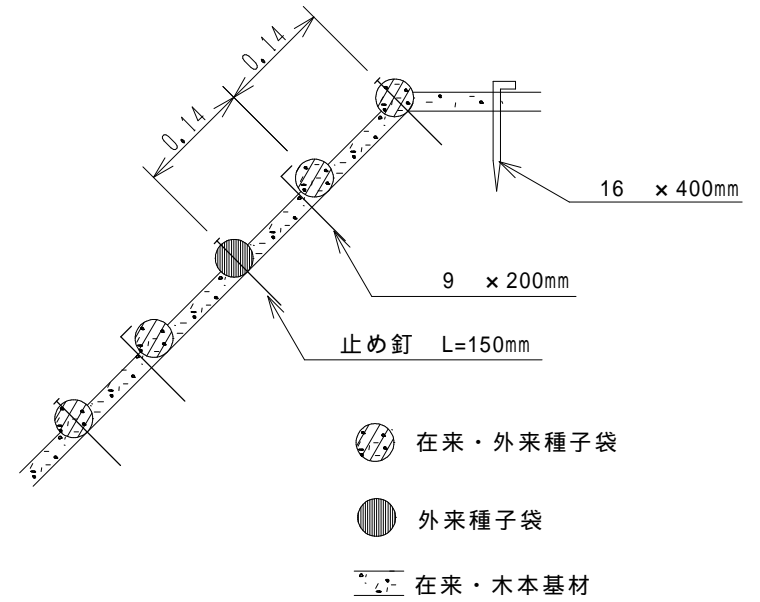 0.14
0.14
16 ×400mm
9 ×200mm
止め釘 L=150mm
在来・外来種子袋
外来種子袋
在来・木本基材